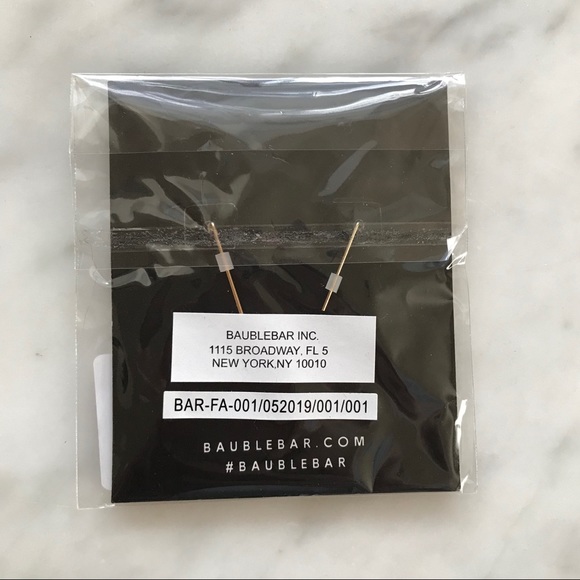 BAUBLEBAR INC.
1115 BROADWAY, FL 5
NEW YORK,NY 10010
BAR-FA-001/052019/001/001
BAUBLEBAR.COM
#BAUBLEBAR